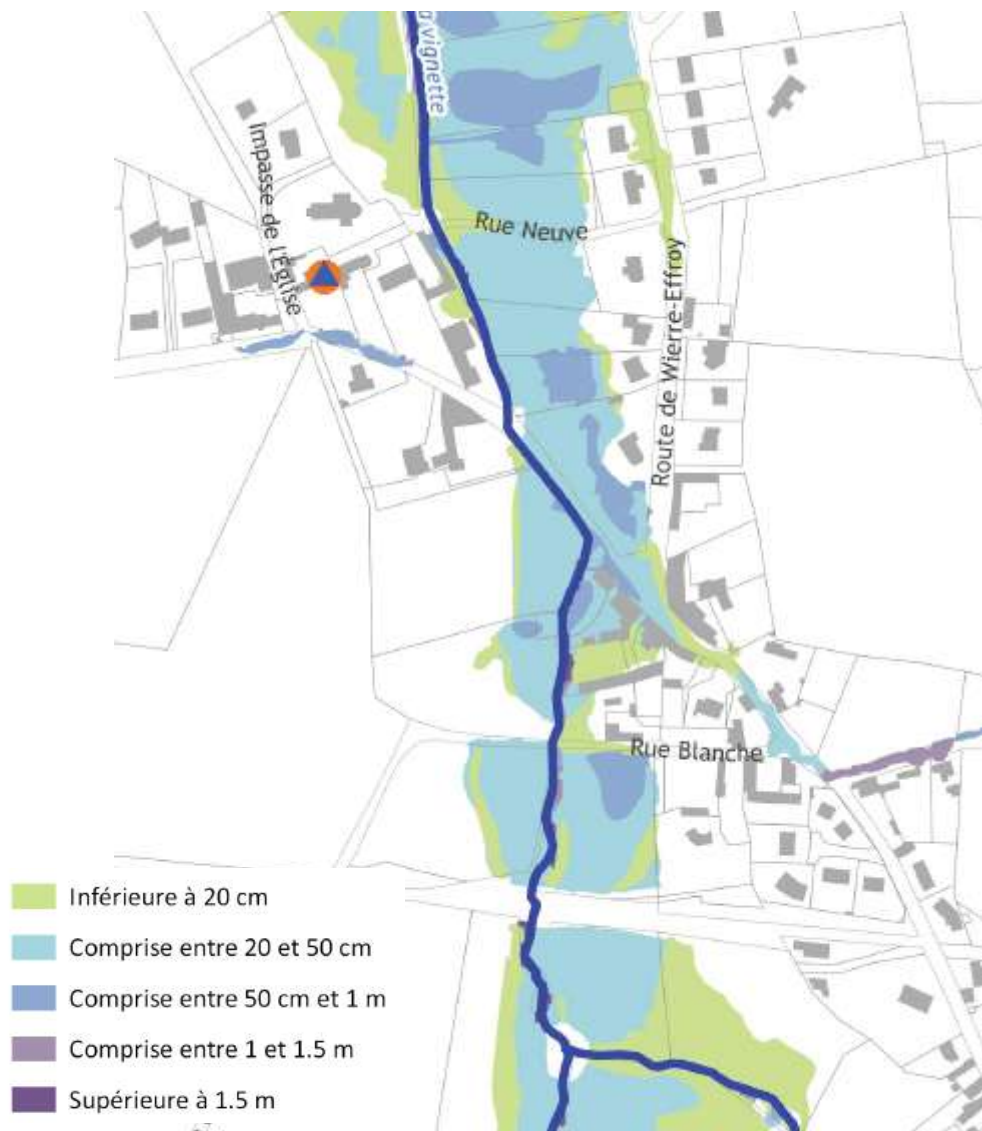 vignette
Impasse de l'Église
Rue Neuve
Route de Wierre-Effroy
Rue Blanche
Inférieure à 20 cm
Comprise entre 20 et 50 cm
Comprise entre 50 cm et 1 m
Comprise entre 1 et 1.5 m
Supérieure à 1.5 m